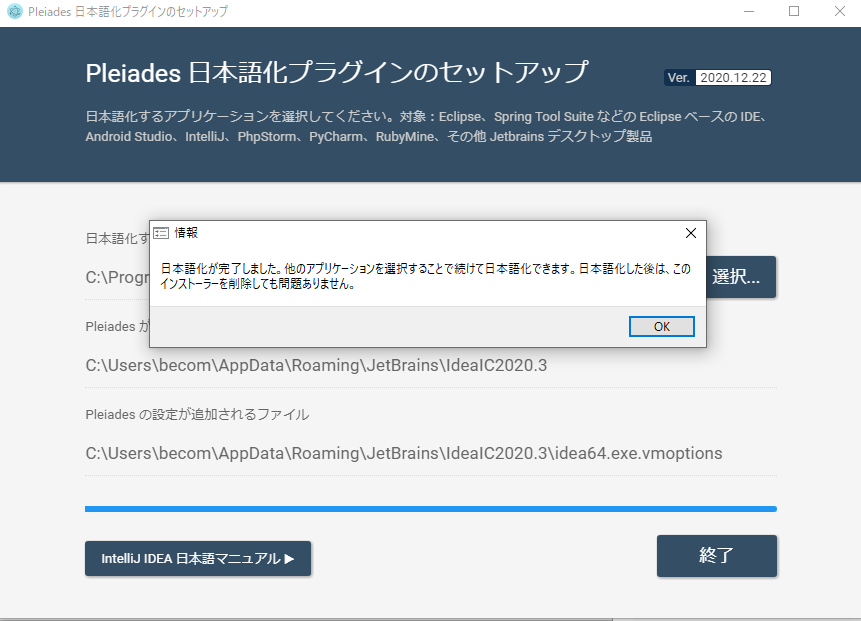 Pleiades 日本語化プラグインのセットアップ
Pleiades 日本語化プラグインのセットアップ
Ver. 2020.12.22
日本語化するアプリケーションを選択してください。対象：Eclipse、Spring Tool Suite などの Eclipse ベースの IDE、
Android Studio、IntelliJ、PhpStorm、PyCharm、RubyMine、その他 Jetbrains デスクトップ製品
日本語化す
C:\Progr
選択...
情報
日本語化が完了しました。他のアプリケーションを選択することで続けて日本語化できます。日本語化した後は、この
インストーラーを削除しても問題ありません。
OK
Pleiades が
C:\Users\becom\AppData\Roaming\JetBrains\IdeaIC2020.3
Pleiades の設定が追加されるファイル
C:\Users\becom\AppData\Roaming\JetBrains\IdeaIC2020.3\idea64.exe.vmoptions
IntelliJ IDEA 日本語マニュアル ▶
終了